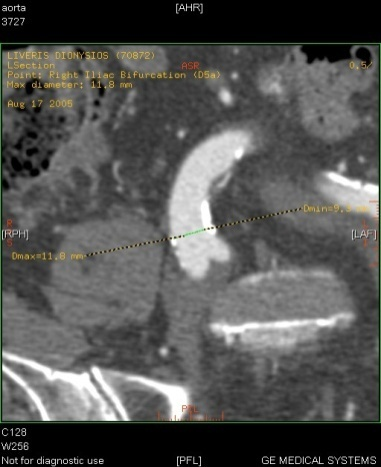 aorta
[AHR]
3727
LIVERIS DIONYSIOS (70872)
LSection
Point: Right Iliac Bifurcation (D5a)
Max diameter: 11.8 mm
Aug 17 2005
ASR
0.5/
Dmin=9.3
[RPH]
[LAF]
Dmax=11.8 mm
C128
W256
Not for diagnostic use
[PFL]
GE MEDICAL SYSTEMS